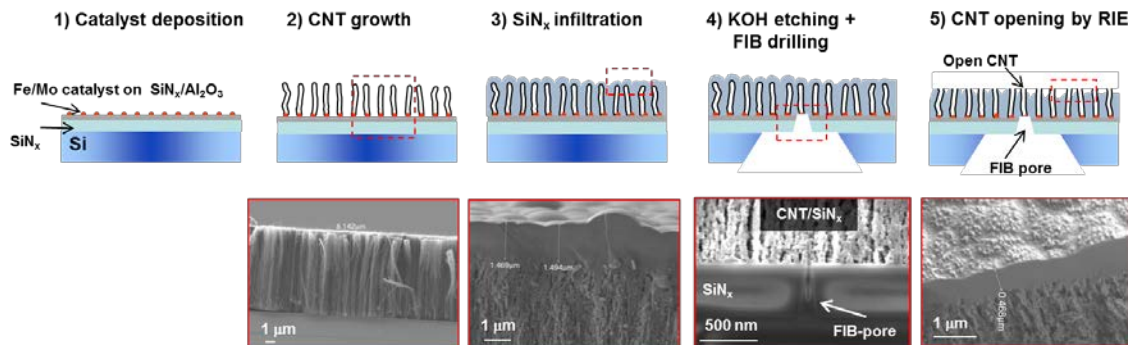 1) Catalyst deposition
2) CNT growth
3) SiNx infiltration
4) KOH etching +
FIB drilling
5) CNT opening by RIE
Fe/Mo catalyst on SiNx/Al2O3
SiNx
Si
Open CNT
FIB pore
1 μm
1.469μm
1.494μm
1 μm
CNT/SiNx
SiNx
500 nm
FIB-pore
0.466μm
1 μm